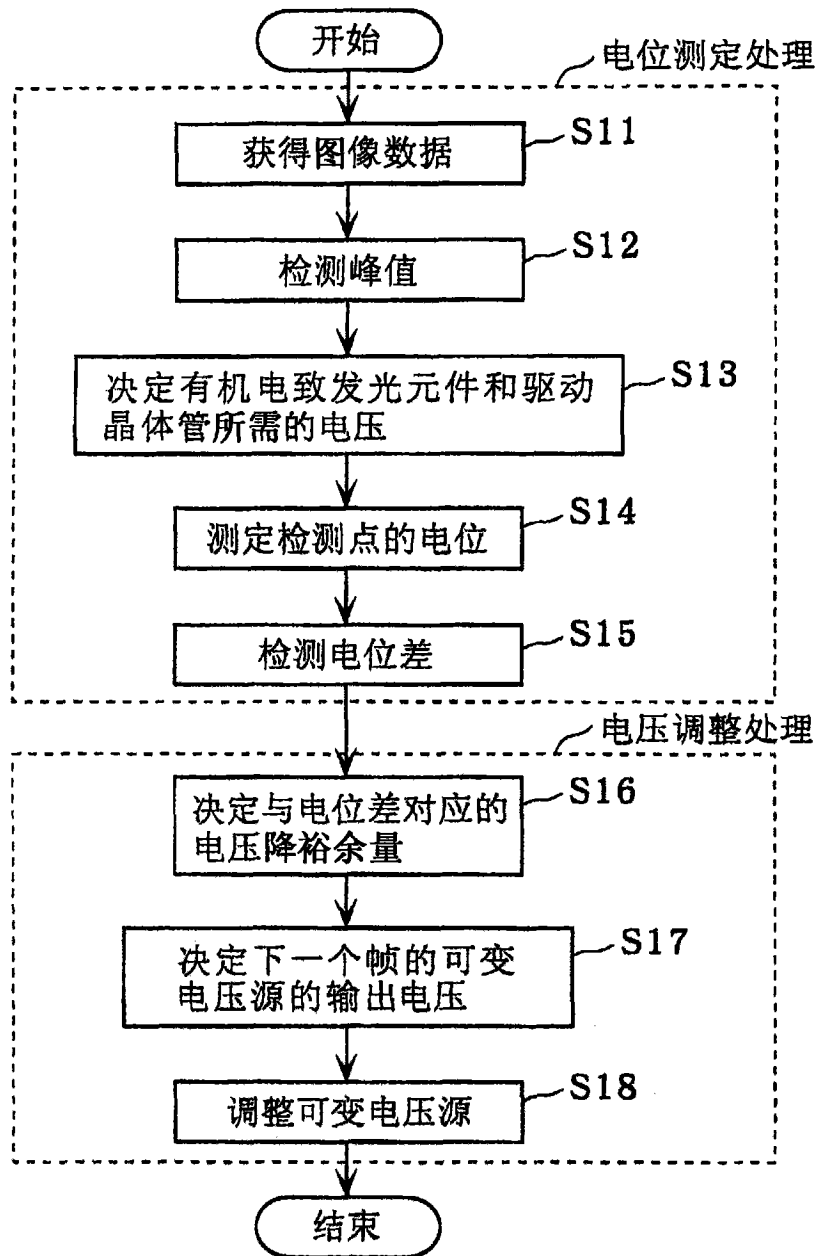 开始
电位测定处理
获得图像数据
S11
检测峰值
S12
决定有机电致发光元件和驱动
晶体管所需的电压
S13
测定检测点的电位
S14
检测电位差
S15
电压调整处理
决定与电位差对应的
电压降裕余量
S16
决定下一个帧的可变
电压源的输出电压
S17
调整可变电压源
S18
结束